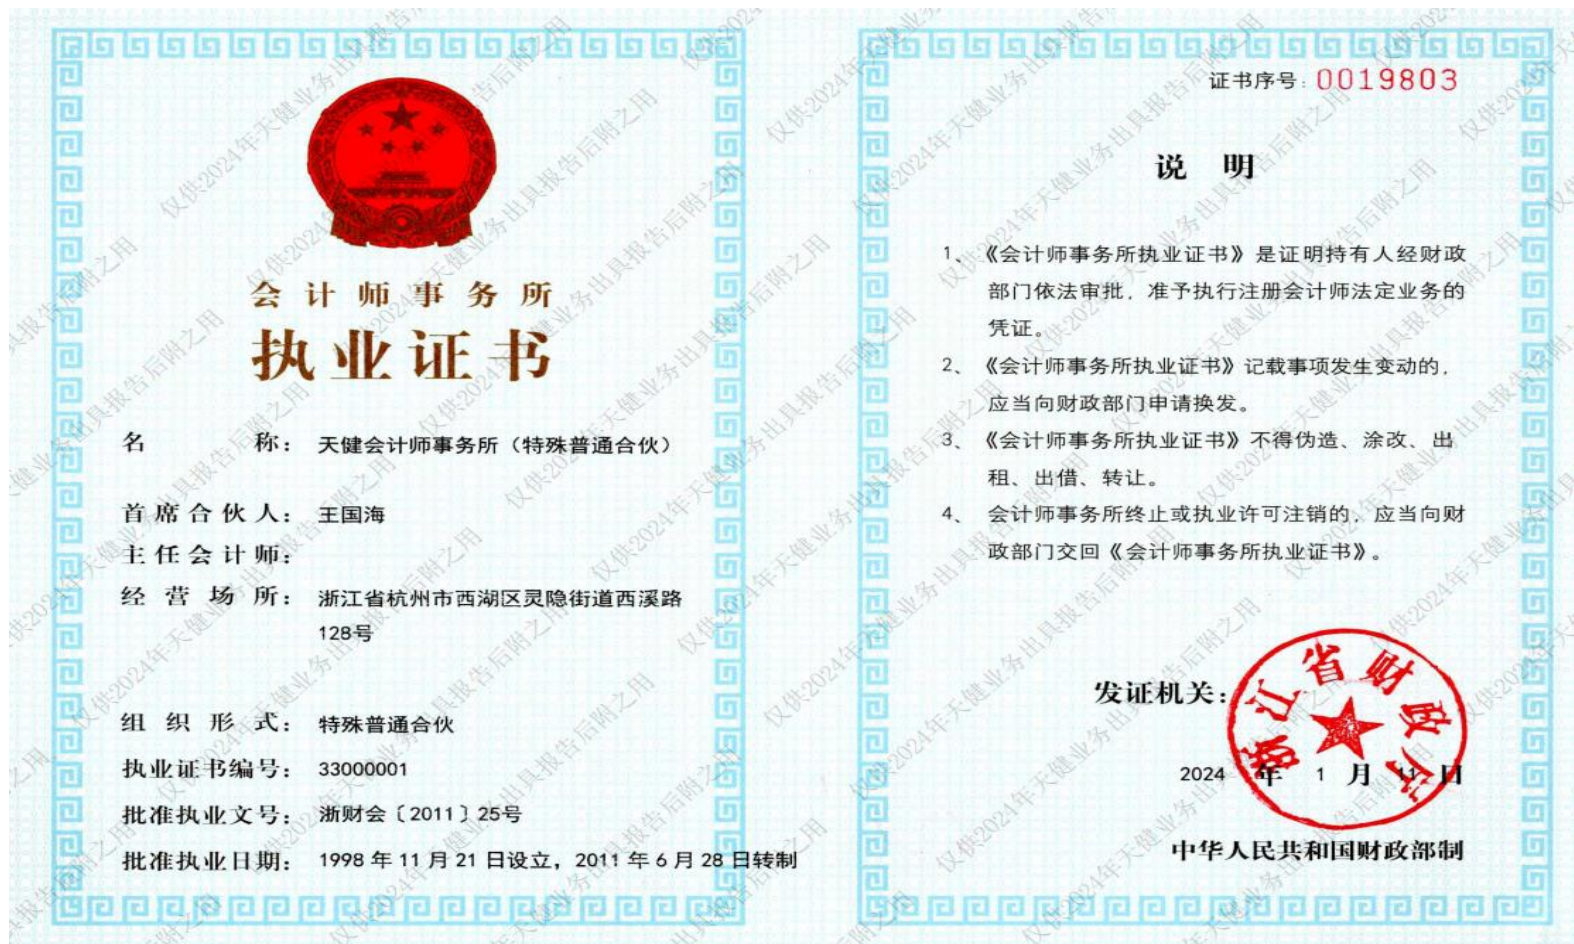 会计师事务所
执业证书
名 称： 天健会计师事务所（特殊普通合伙）
首席合伙人： 王国海
主任会计师：
经营场所： 浙江省杭州市西湖区灵隐街道西溪路
128号
组织形式： 特殊普通合伙
执业证书编号： 33000001
批准执业文号： 浙财会〔2011〕25号
批准执业日期： 1998年11月21日设立，2011年6月28日转制
证书序号：0019803
说 明
1、《会计师事务所执业证书》是证明持有人经财政
部门依法审批，准予执行注册会计师法定业务的
凭证。
2、《会计师事务所执业证书》记载事项发生变动的，
应当向财政部门申请换发。
3、《会计师事务所执业证书》不得伪造、涂改、出
租、出借、转让。
4、会计师事务所终止或执业许可注销的，应当向财
政部门交回《会计师事务所执业证书》。
发证机关：
浙江省财政厅
2024年1月11日
中华人民共和国财政部制
仅供2024年天健业务出具报告后附之用